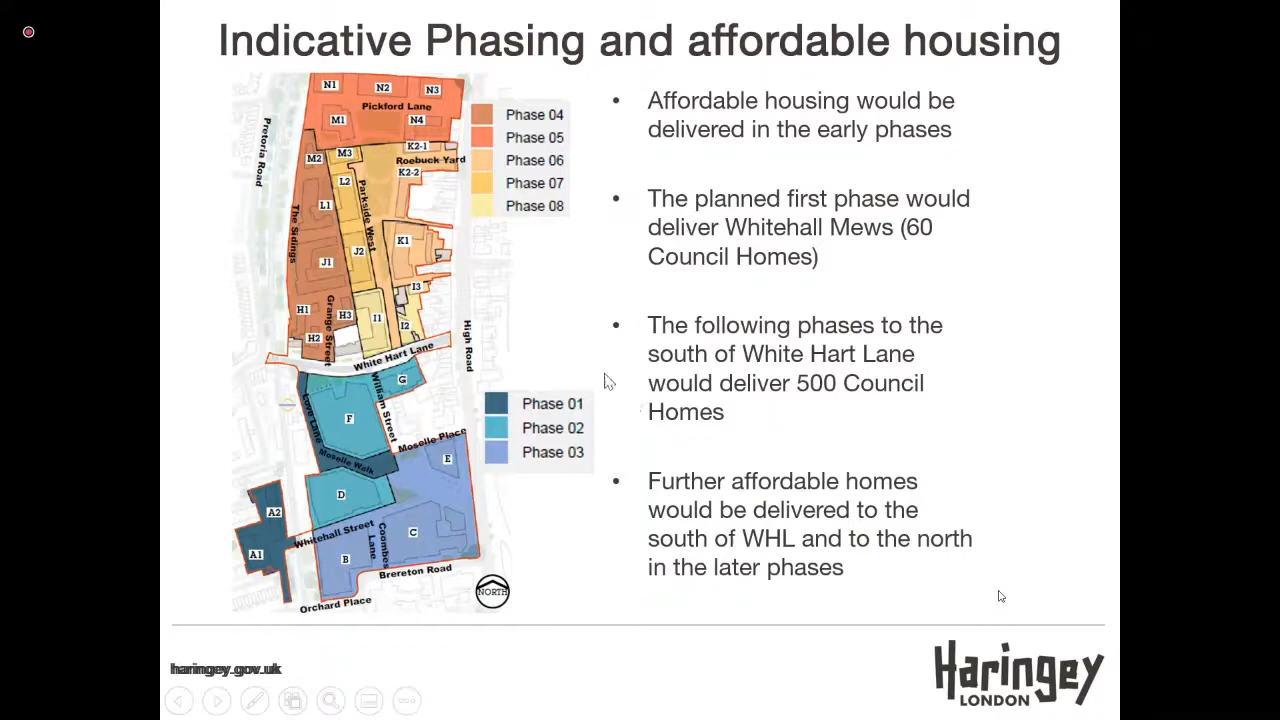 Indicative Phasing and affordable housing
N1
N2
N3
Pickford Lane
M1
N4
K2-1
M2
M3
Roebuck Yard
K2-2
L2
Pretoria Road
Parkside West
L1
The Sidings
K1
J2
J1
I3
H1
Grange Street
H3
I1
I2
H2
High Road
White Hart Lane
G
William Street
Love Lane
F
Moselle Place
Moselle Walk
E
D
A2
Whitehall Street
Coombes Lane
C
A1
B
Brereton Road
Orchard Place
NORTH
Phase 04
Phase 05
Phase 06
Phase 07
Phase 08
Phase 01
Phase 02
Phase 03
• Affordable housing would be
delivered in the early phases
• The planned first phase would
deliver Whitehall Mews (60
Council Homes)
• The following phases to the
south of White Hart Lane
would deliver 500 Council
Homes
• Further affordable homes
would be delivered to the
south of WHL and to the north
in the later phases
haringey.gov.uk
Haringey
LONDON